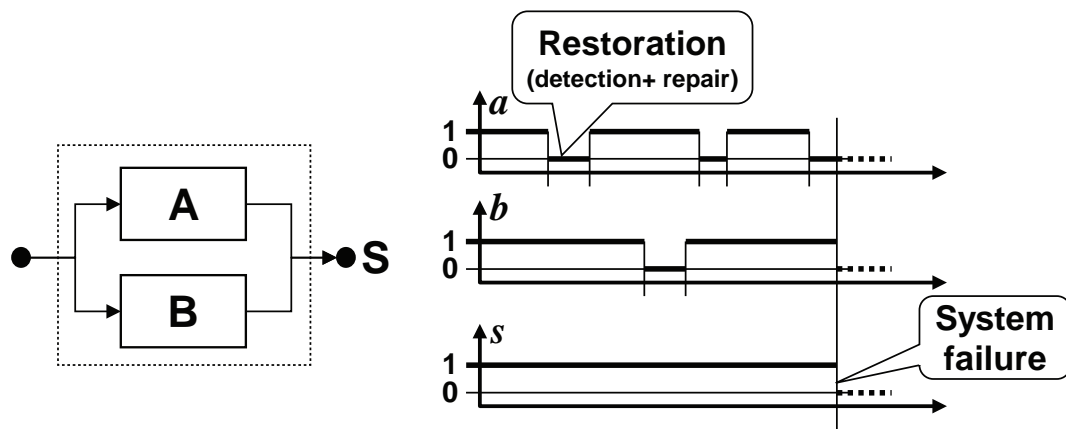 Restoration
(detection+ repair)
a
1
0
A
B
S
b
1
0
s
1
0
System
failure